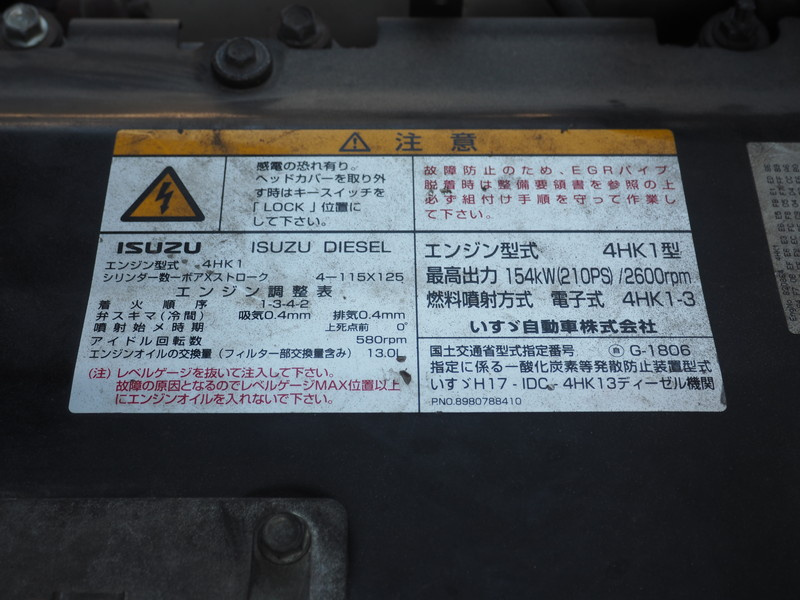 注意
感電の恐れ有り。
ヘッドカバーを取り外
す時はキースイッチを
「LOCK」位置に
して下さい。
故障防止のため、EGRパイプ
脱着時は整備要領書を参照の上
必ず組付け手順を守って作業し
て下さい。
ISUZU ISUZU DIESEL
エンジン型式 4HK1
シリンダー数ーボアXストローク 4-115X125
エンジン調整表
着火順序 1-3-4-2
弁スキマ(冷間) 吸気0.4mm 排気0.4mm
噴射始メ時期 上死点前 0°
アイドル回転数 580rpm
エンジンオイルの交換量(フィルター部交換量含み) 13.0L
(注)レベルゲージを抜いて注入して下さい。
故障の原因となるのでレベルゲージMAX位置以上
にエンジンオイルを入れないで下さい。
エンジン型式 4HK1型
最高出力 154kW(210PS)/2600rpm
燃料噴射方式 電子式 4HK1-3
いすゞ自動車株式会社
国土交通省型式指定番号 G-1806
指定に係る一酸化炭素等発散防止装置型式
いすゞH17-IDC-4HK13ディーゼル機関
P.NO.8980788410